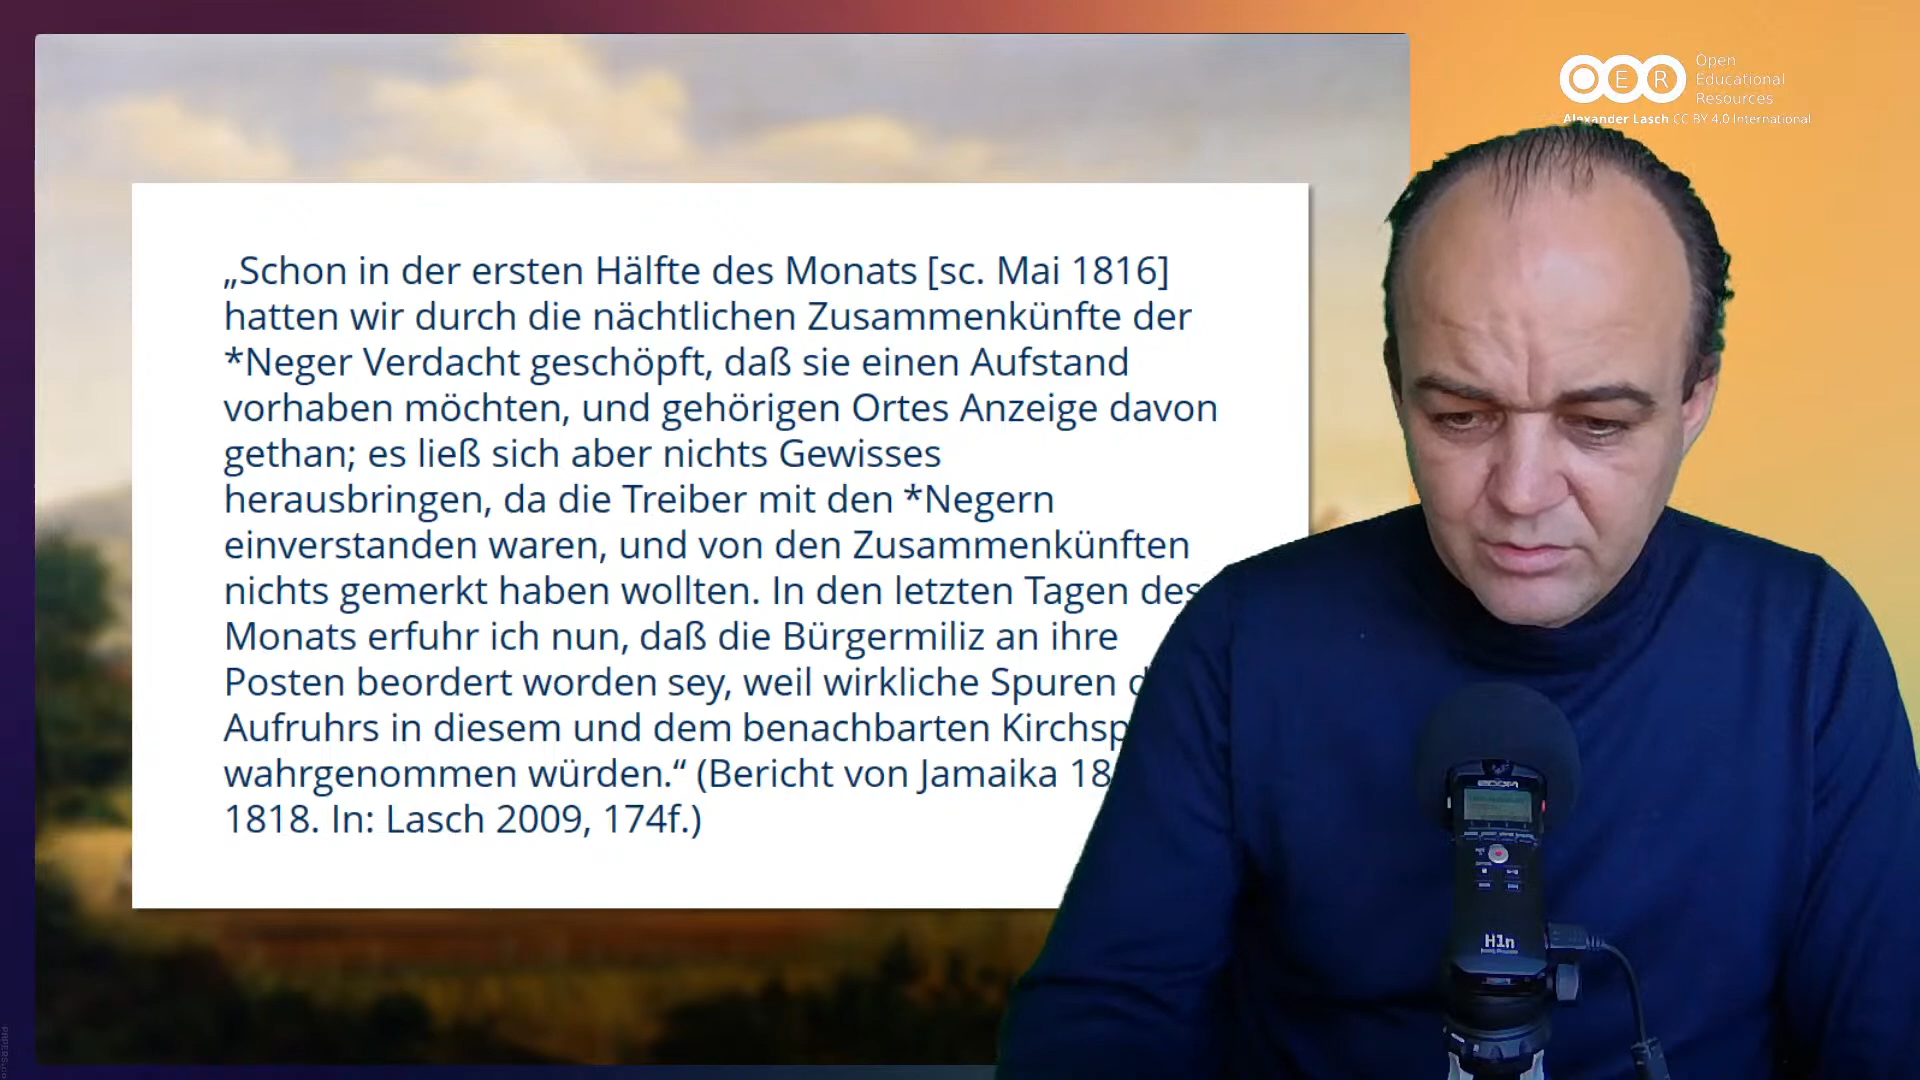 Open
E R Educational
Resources
Alexander Lasch CC BY 4.0 International
„Schon in der ersten Hälfte des Monats [sc. Mai 1816]
hatten wir durch die nächtlichen Zusammenkünfte der
*Neger Verdacht geschöpft, daß sie einen Aufstand
vorhaben möchten, und gehörigen Ortes Anzeige davon
gethan; es ließ sich aber nichts Gewisses
herausbringen, da die Treiber mit den *Negern
einverstanden waren, und von den Zusammenkünften
nichts gemerkt haben wollten. In den letzten Tagen des
Monats erfuhr ich nun, daß die Bürgermiliz an ihre
Posten beordert worden sey, weil wirkliche Spuren
Aufruhrs in diesem und dem benachbarten
wahrgenommen würden.“ (Bericht von Jamaika
1818. In: Lasch 2009, 174f.)
zoom
H1n